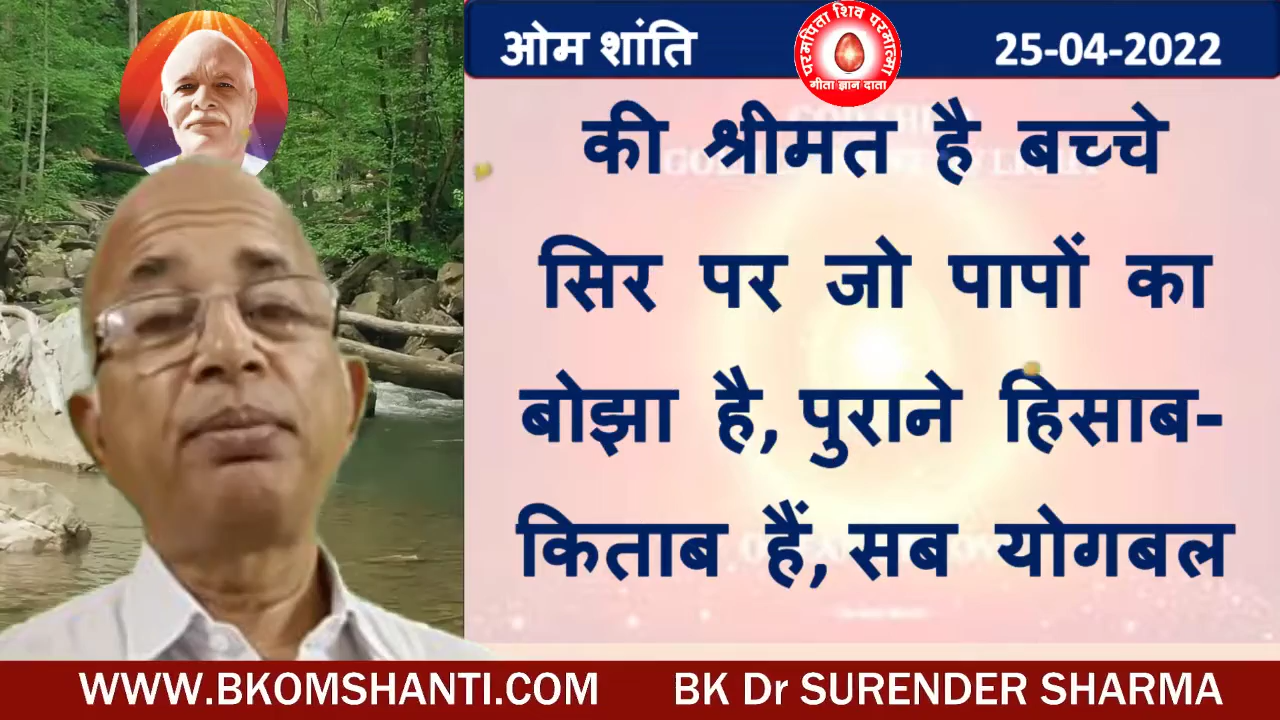 ओम शांति
परमपिता शिव परमात्मा
गीता ज्ञान दाता
25-04-2022
की श्रीमत है बच्चे
सिर पर जो पापों का
बोझा है, पुराने हिसाब-
किताब हैं, सब योगबल
WWW.BKOMSHANTI.COM
BK Dr SURENDER SHARMA